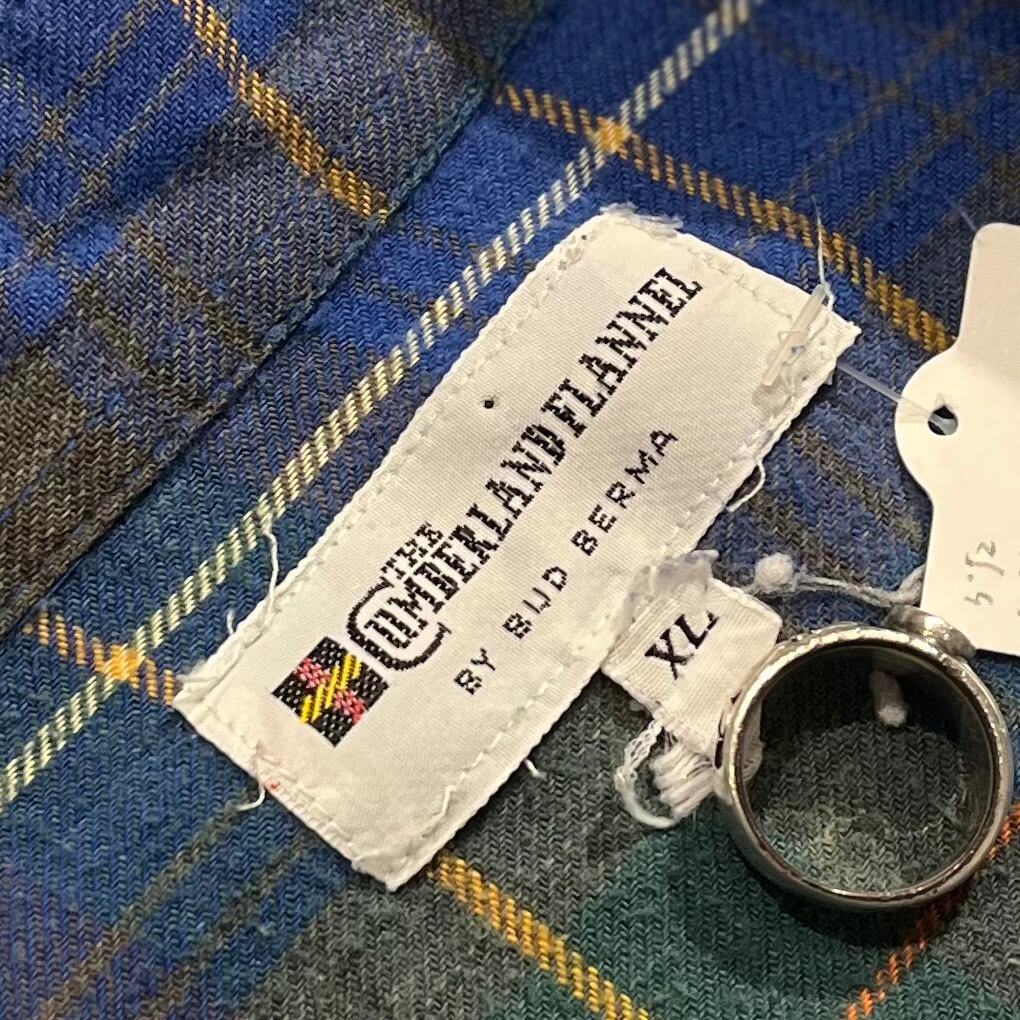 THE
CUMBERLAND FLANNEL
BY BUD BERMA
XL